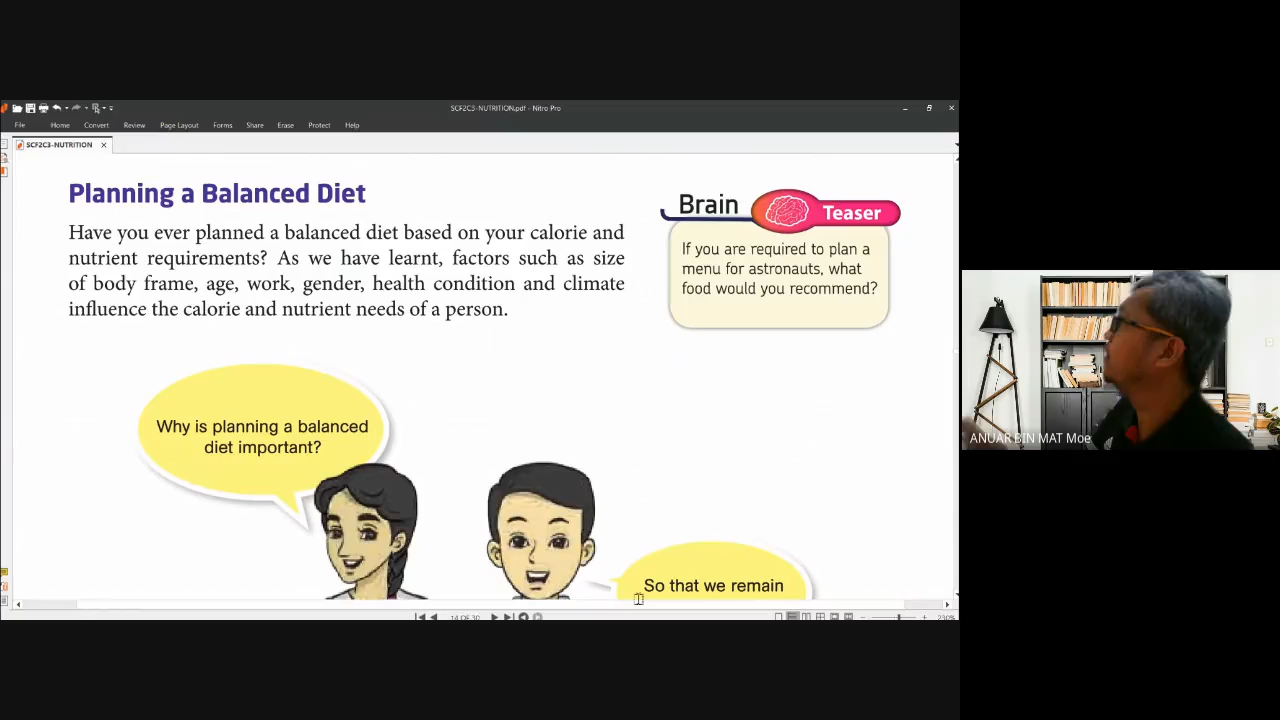 SCF2C3-NUTRITION.pdf - Nitro Pro
File Home Convert Review Page Layout Forms Share Erase Protect Help
SCF2C3-NUTRITION
Planning a Balanced Diet
Have you ever planned a balanced diet based on your calorie and
nutrient requirements? As we have learnt, factors such as size
of body frame, age, work, gender, health condition and climate
influence the calorie and nutrient needs of a person.
Brain Teaser
If you are required to plan a
menu for astronauts, what
food would you recommend?
Why is planning a balanced
diet important?
So that we remain
ANUAR BIN MAT Moe
14 OF 30
230%